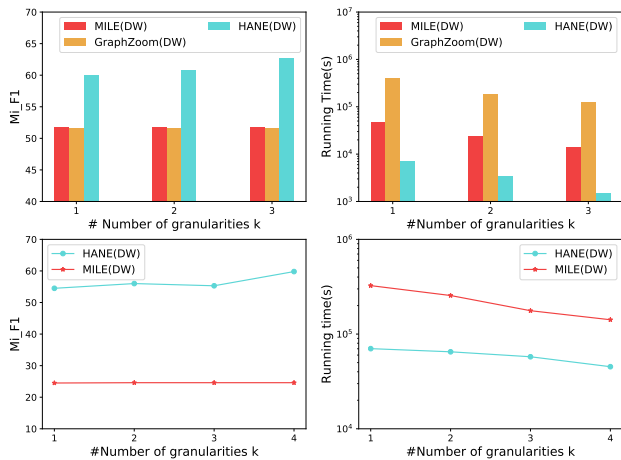 70
65
60
55
50
45
40
Mi_F1
MILE(DW)
GraphZoom(DW)
HANE(DW)
1
2
3
# Number of granularities k
10^7
10^6
10^5
10^4
10^3
Running Time(s)
MILE(DW)
GraphZoom(DW)
HANE(DW)
1
2
3
#Number of granularities k
70
60
50
40
30
20
10
Mi_F1
HANE(DW)
MILE(DW)
1
2
3
4
#Number of granularities k
10^6
10^5
10^4
Running time(s)
HANE(DW)
MILE(DW)
1
2
3
4
#Number of granularities k